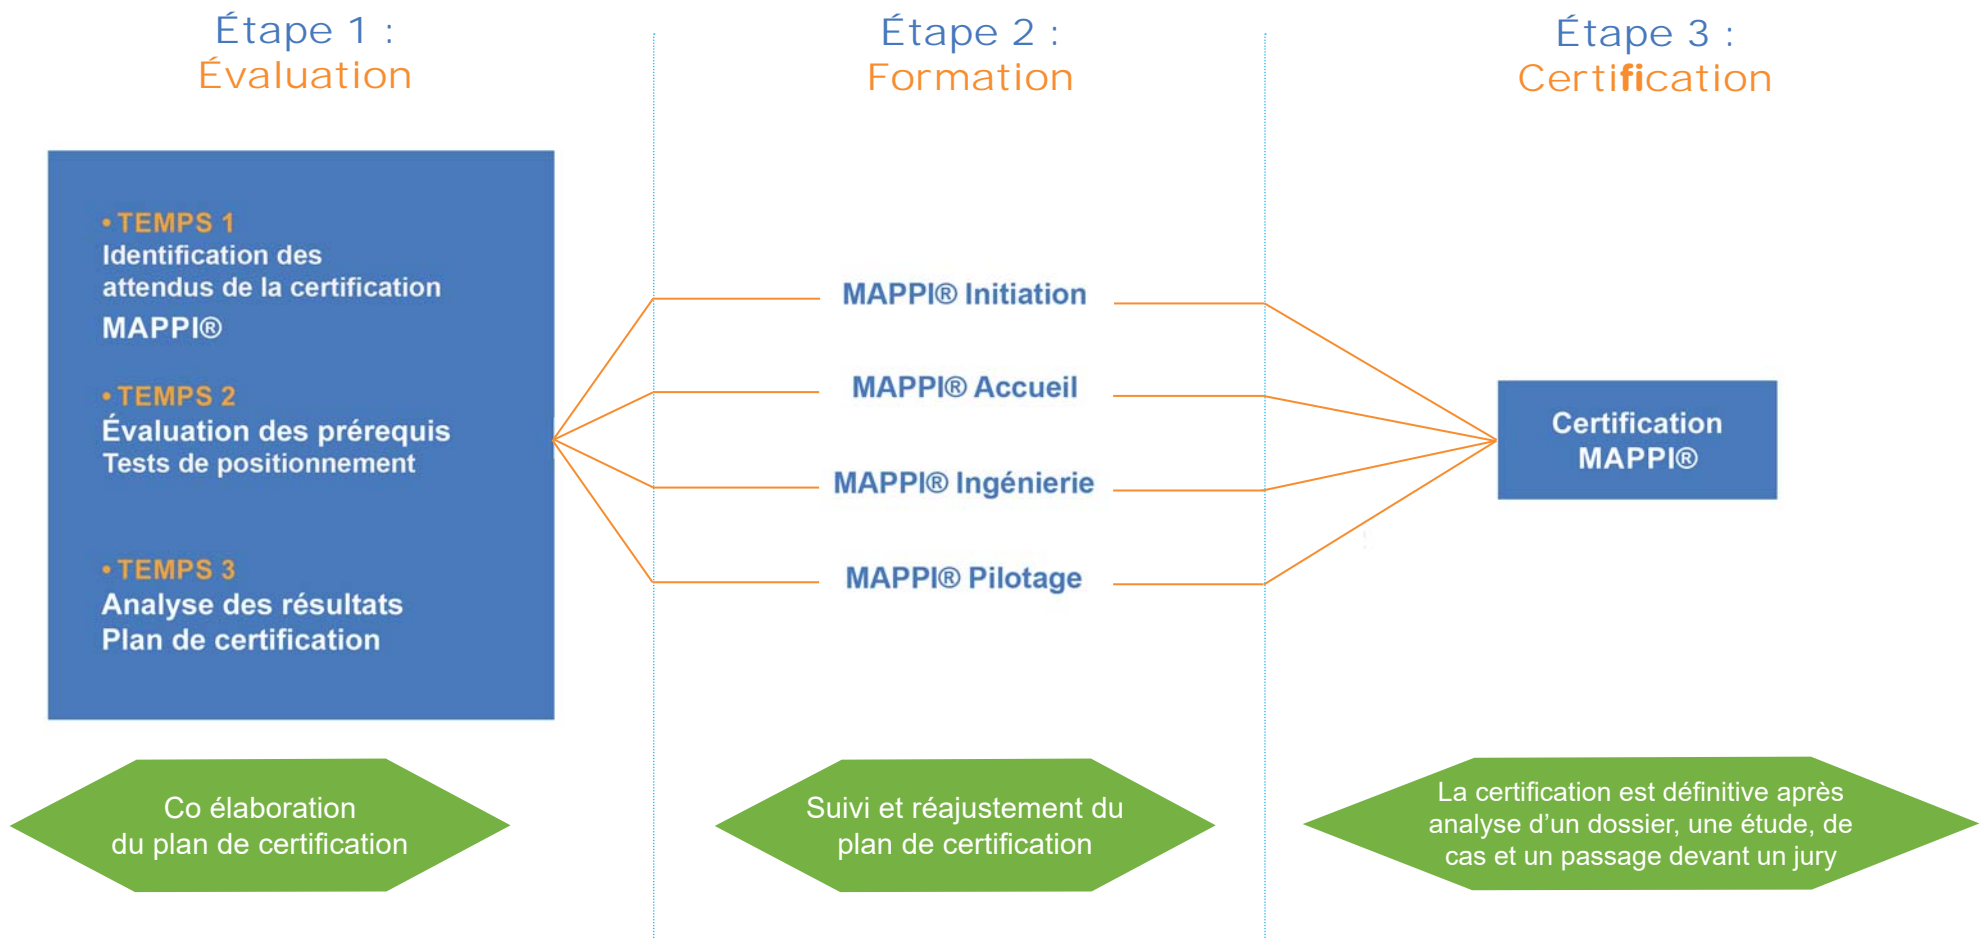 Étape 1 :
Évaluation
• TEMPS 1
Identification des
attendus de la certification
MAPPI®
• TEMPS 2
Évaluation des prérequis
Tests de positionnement
• TEMPS 3
Analyse des résultats
Plan de certification
Co élaboration
du plan de certification
Étape 2 :
Formation
MAPPI® Initiation
MAPPI® Accueil
MAPPI® Ingénierie
MAPPI® Pilotage
Suivi et réajustement du
plan de certification
Étape 3 :
Certification
Certification
MAPPI®
La certification est définitive après
analyse d’un dossier, une étude, de
cas et un passage devant un jury